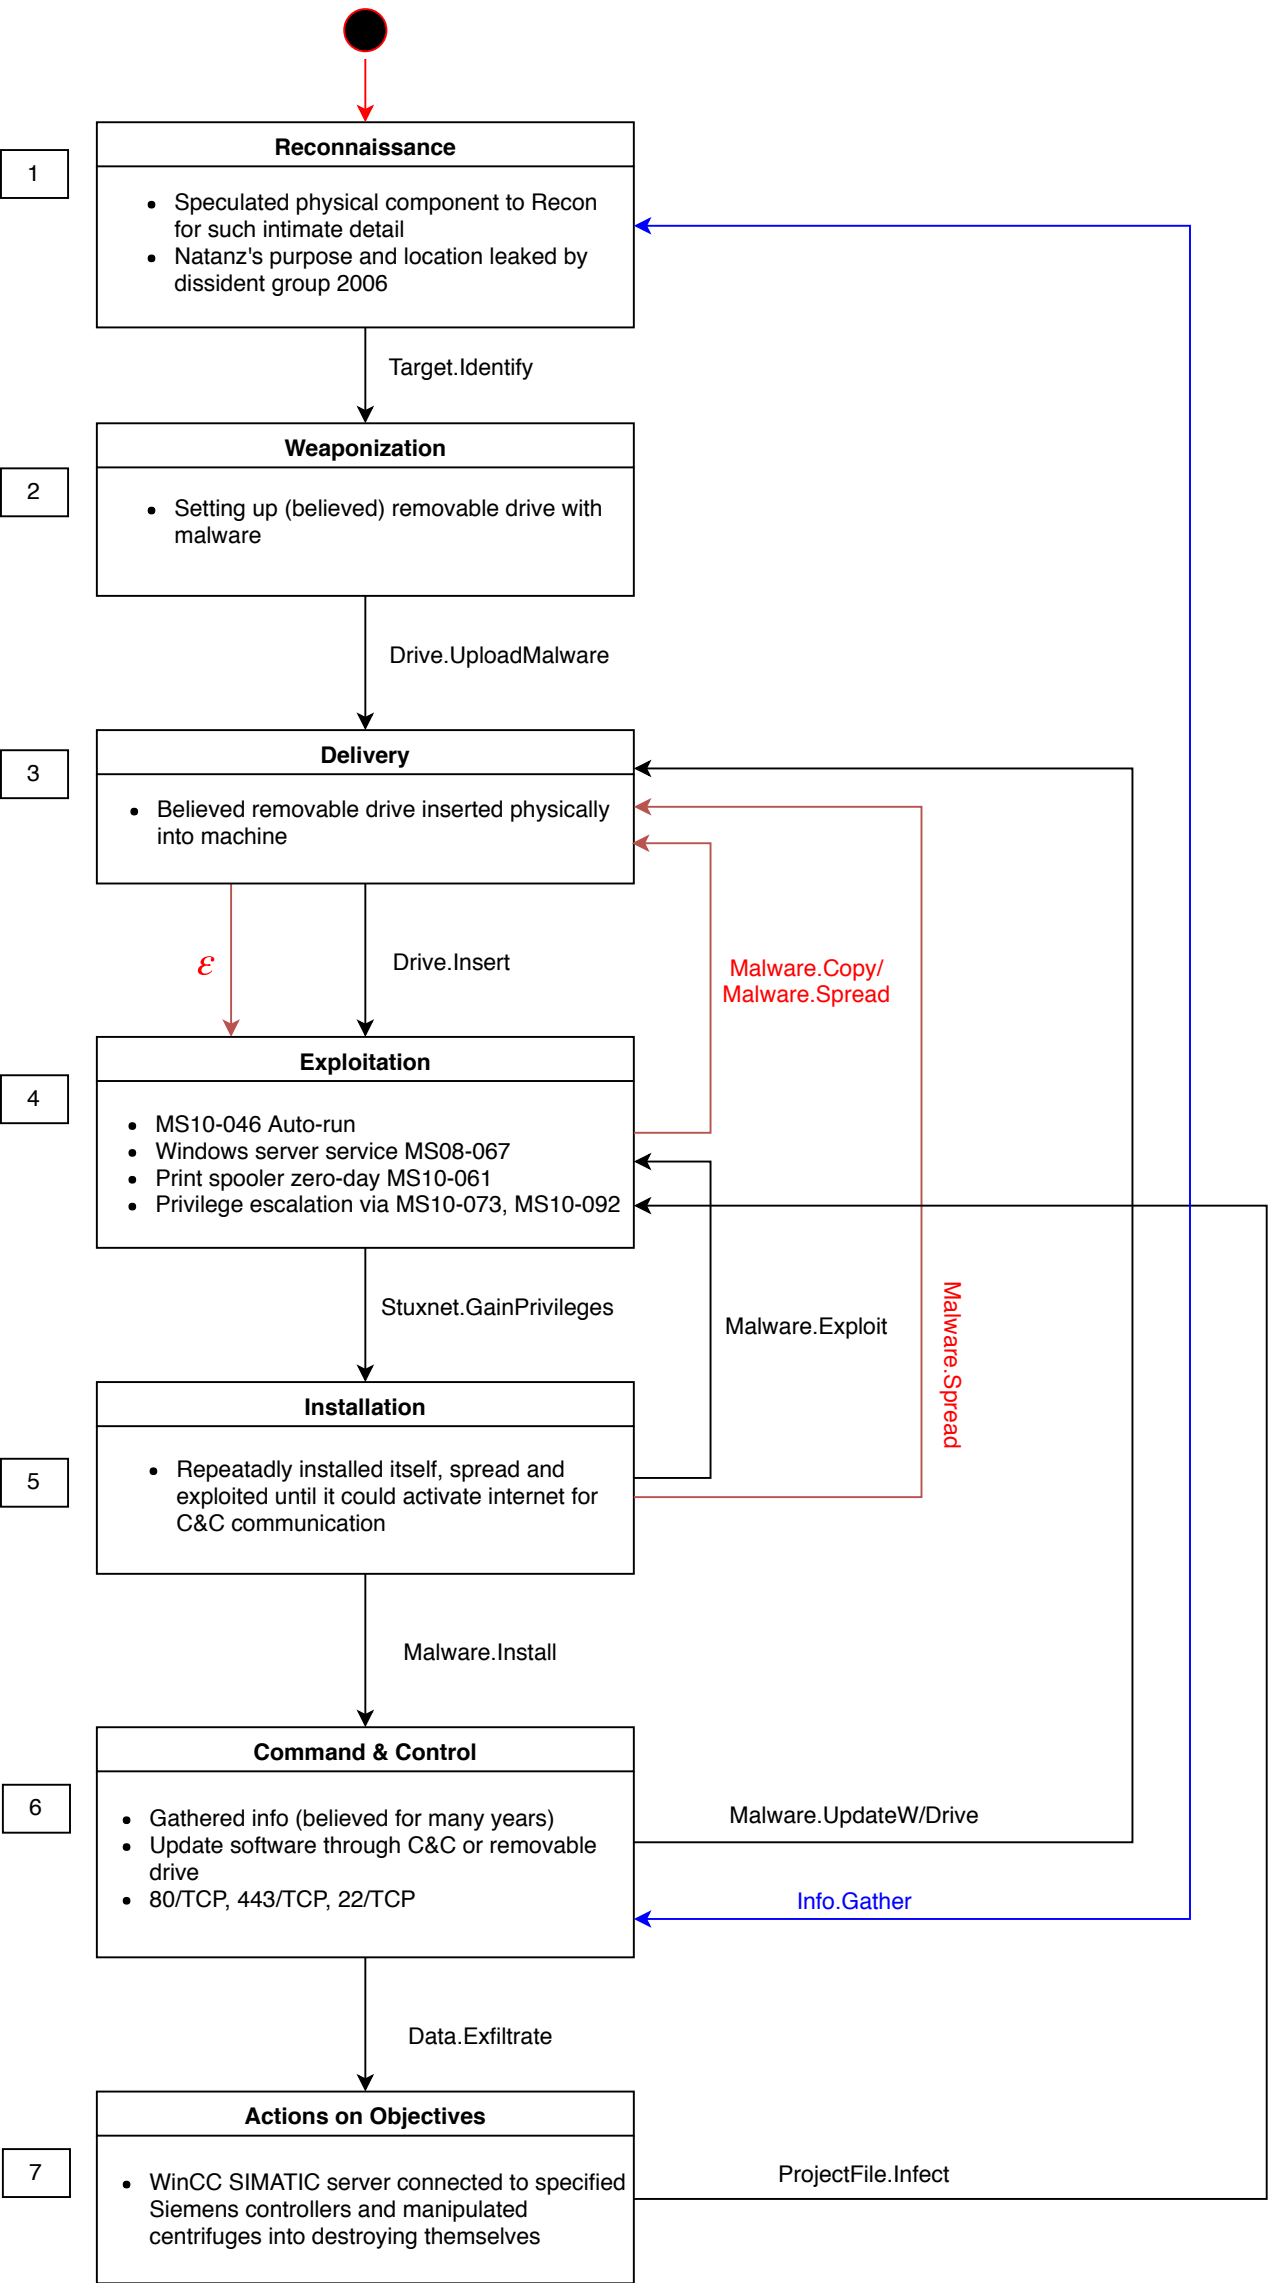 1
Reconnaissance
• Speculated physical component to Recon
for such intimate detail
• Natanz's purpose and location leaked by
dissident group 2006
Target.Identify
2
Weaponization
• Setting up (believed) removable drive with
malware
Drive.UploadMalware
3
Delivery
• Believed removable drive inserted physically
into machine
ε
Drive.Insert
Malware.Copy/
Malware.Spread
4
Exploitation
• MS10-046 Auto-run
• Windows server service MS08-067
• Print spooler zero-day MS10-061
• Privilege escalation via MS10-073, MS10-092
Stuxnet.GainPrivileges
Malware.Exploit
Malware.Spread
5
Installation
• Repeatadly installed itself, spread and
exploited until it could activate internet for
C&C communication
Malware.Install
6
Command & Control
• Gathered info (believed for many years)
• Update software through C&C or removable
drive
• 80/TCP, 443/TCP, 22/TCP
Malware.UpdateW/Drive
Info.Gather
Data.Exfiltrate
7
Actions on Objectives
• WinCC SIMATIC server connected to specified
Siemens controllers and manipulated
centrifuges into destroying themselves
ProjectFile.Infect